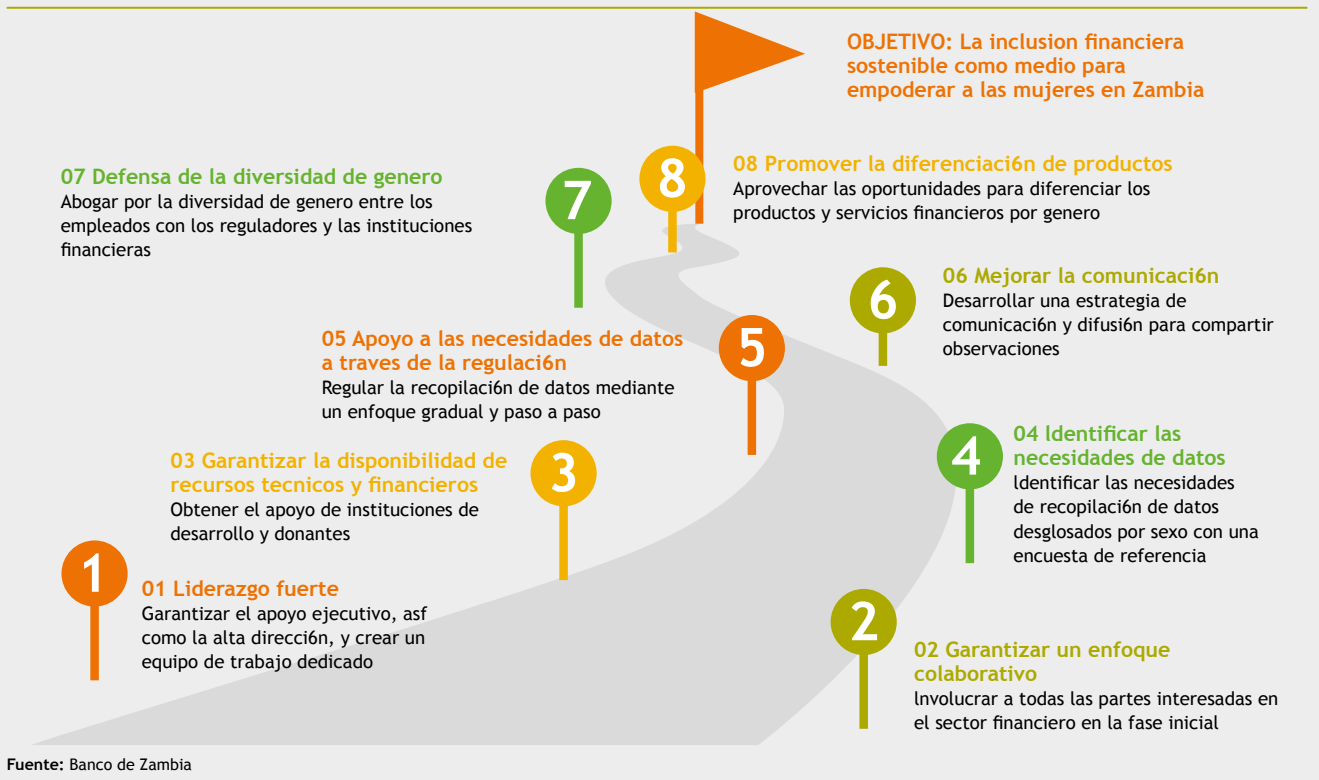 OBJETIVO: La inclusion financiera
sostenible como medio para
empoderar a las mujeres en Zambia
8
08 Promover la diferenciaci6n de productos
Aprovechar las oportunidades para diferenciar los
productos y servicios financieros por genero
07 Defensa de la diversidad de genero
Abogar por la diversidad de genero entre los
empleados con los reguladores y las instituciones
financieras
7
6
06 Mejorar la comunicaci6n
Desarrollar una estrategia de
comunicaci6n y difusi6n para compartir
observaciones
05 Apoyo a las necesidades de datos
a traves de la regulaci6n
Regular la recopilaci6n de datos mediante
un enfoque gradual y paso a paso
5
4
04 ldentificar las
necesidades de datos
ldentificar las necesidades
de recopilaci6n de datos
desglosados por sexo con una
encuesta de referencia
03 Garantizar la disponibilidad de
recursos tecnicos y financieros
Obtener el apoyo de instituciones de
desarrollo y donantes
3
1
01 Liderazgo fuerte
Garantizar el apoyo ejecutivo, asf
como la alta direcci6n, y crear un
equipo de trabajo dedicado
2
02 Garantizar un enfoque
colaborativo
lnvolucrar a todas las partes interesadas en
el sector financiero en la fase inicial
Fuente: Banco de Zambia